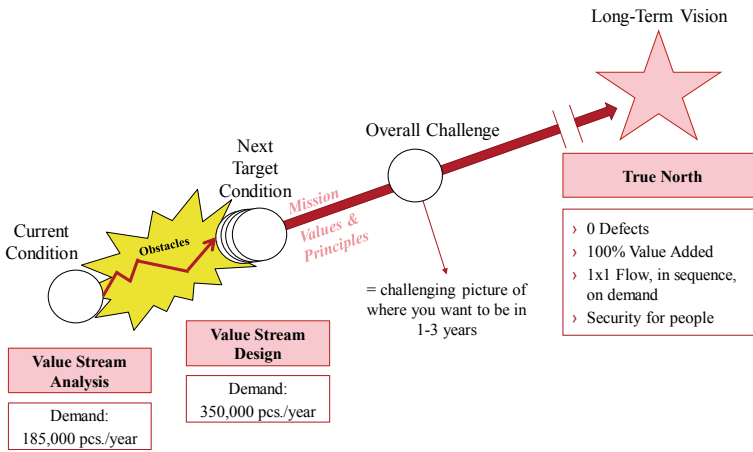 Long-Term Vision
Overall Challenge
Next
Target
Condition
Mission
Values &
Principles
True North
Current
Condition
Obstacles
› 0 Defects
› 100% Value Added
› 1x1 Flow, in sequence,
on demand
› Security for people
= challenging picture of
where you want to be in
1-3 years
Value Stream
Design
Value Stream
Analysis
Demand:
350,000 pcs./year
Demand:
185,000 pcs./year